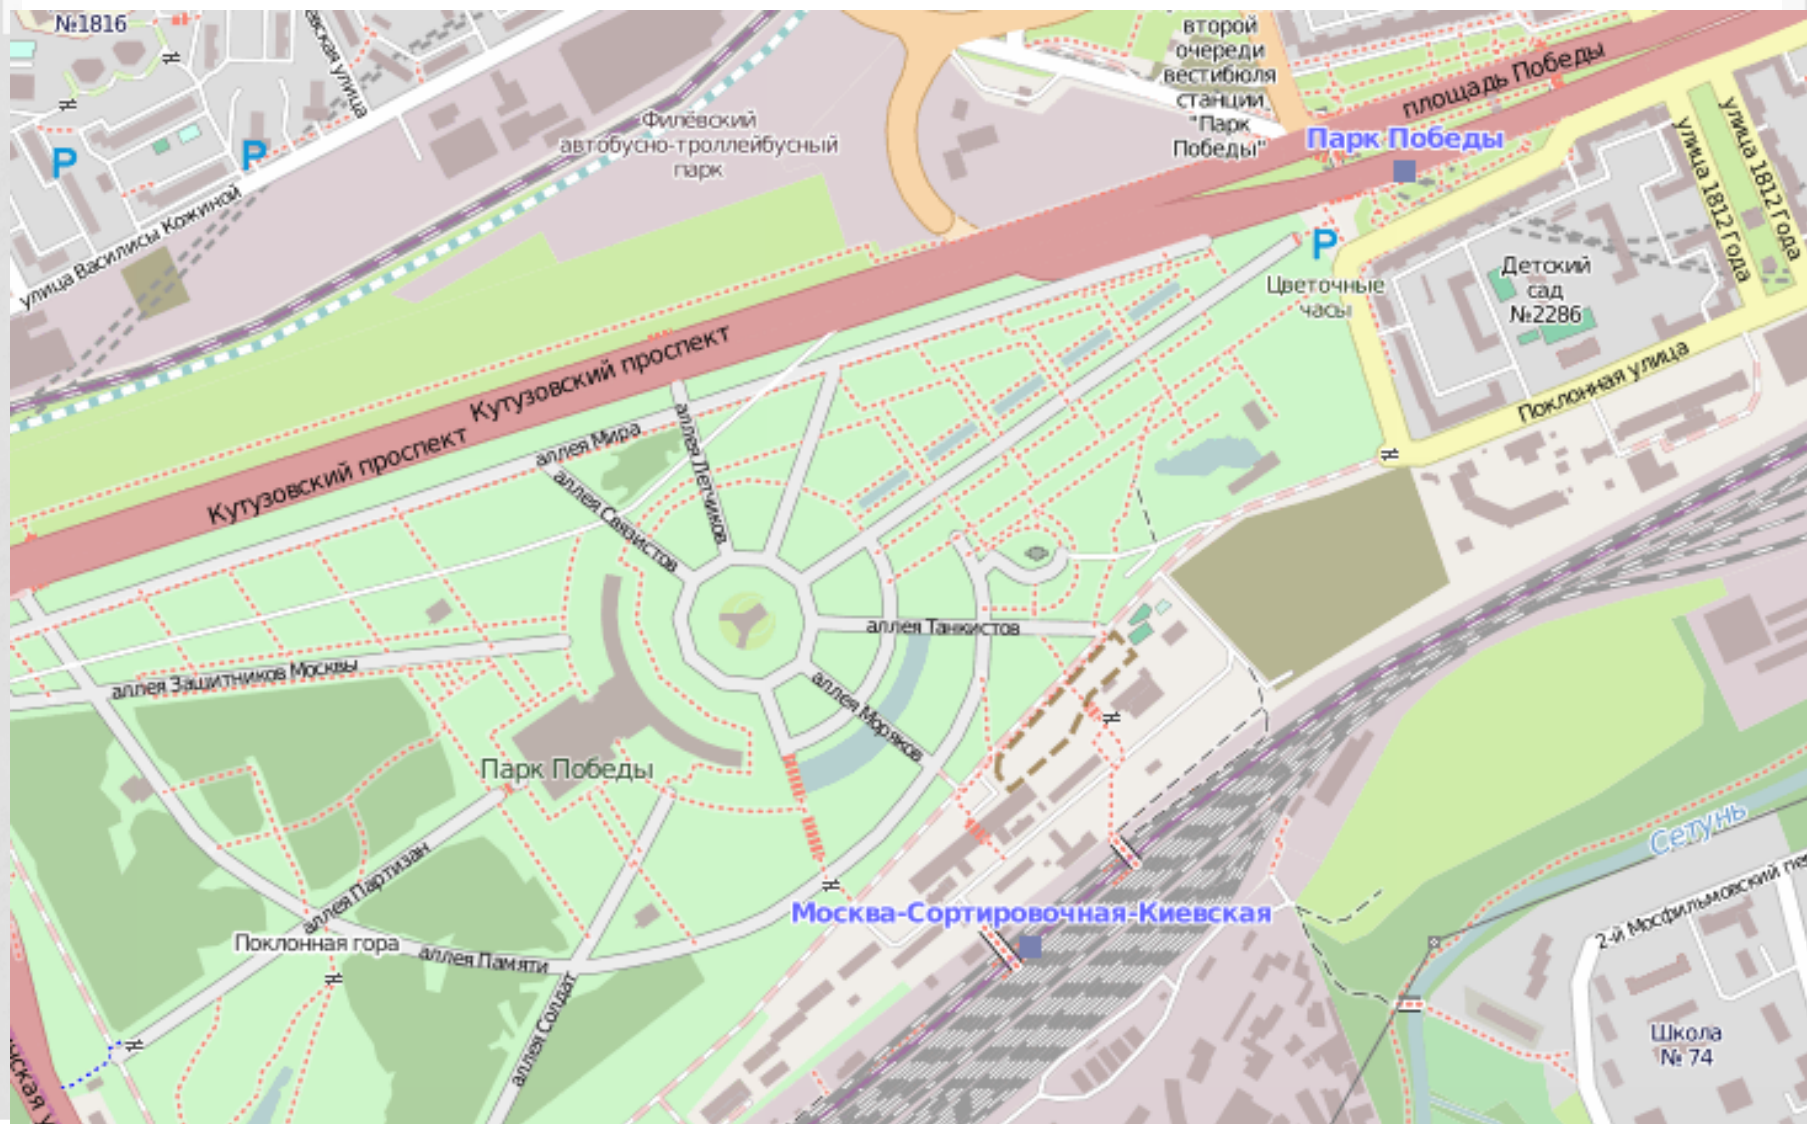 №1816
второй
очереди
вестибюля
станции
"Парк
Победы"
площадь Победы
Парк Победы
Филёвский
автобусно-троллейбусный
парк
улица 1812 Года
улица 1812 Года
улица Василисы Кожиной
Детский
сад
№2286
Цветочные
часы
Поклонная улица
Кутузовский проспект
Кутузовский проспект
аллея Мира
аллея Летчиков
аллея Связистов
аллея Танкистов
аллея Защитников Москвы
аллея Моряков
Парк Победы
аллея Партизан
Сетунь
2-й Мосфильмовский
Москва-Сортировочная-Киевская
Поклонная гора
аллея Памяти
аллея Солдат
Школа
№ 74
P
P
P